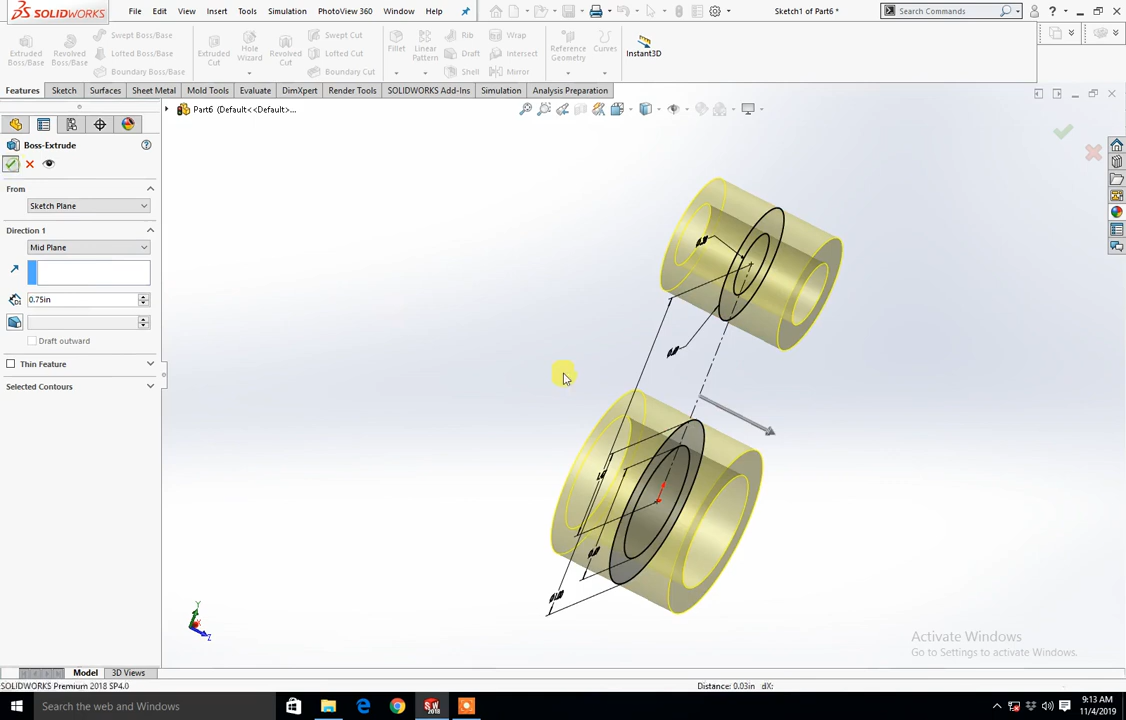 SOLIDWORKS
File Edit View Insert Tools Simulation PhotoView 360 Window Help
Sketch1 of Part6 *
Search Commands
Extruded Boss/Base
Revolved Boss/Base
Swept Boss/Base
Lofted Boss/Base
Boundary Boss/Base
Extruded Cut
Hole Wizard
Revolved Cut
Swept Cut
Lofted Cut
Boundary Cut
Fillet
Linear Pattern
Rib
Draft
Shell
Wrap
Intersect
Mirror
Reference Geometry
Curves
Instant3D
Features Sketch Surfaces Sheet Metal Mold Tools Evaluate DimXpert Render Tools SOLIDWORKS Add-Ins Simulation Analysis Preparation
Part6 (Default<<Default>...
Boss-Extrude
From
Sketch Plane
Direction 1
Mid Plane
0.75in
Draft outward
Thin Feature
Selected Contours
Y
Z
Activate Windows
Go to Settings to activate Windows.
Model 3D Views
SOLIDWORKS Premium 2018 SP4.0
Distance: 0.03in dX:
Search the web and Windows
9:13 AM
11/4/2019